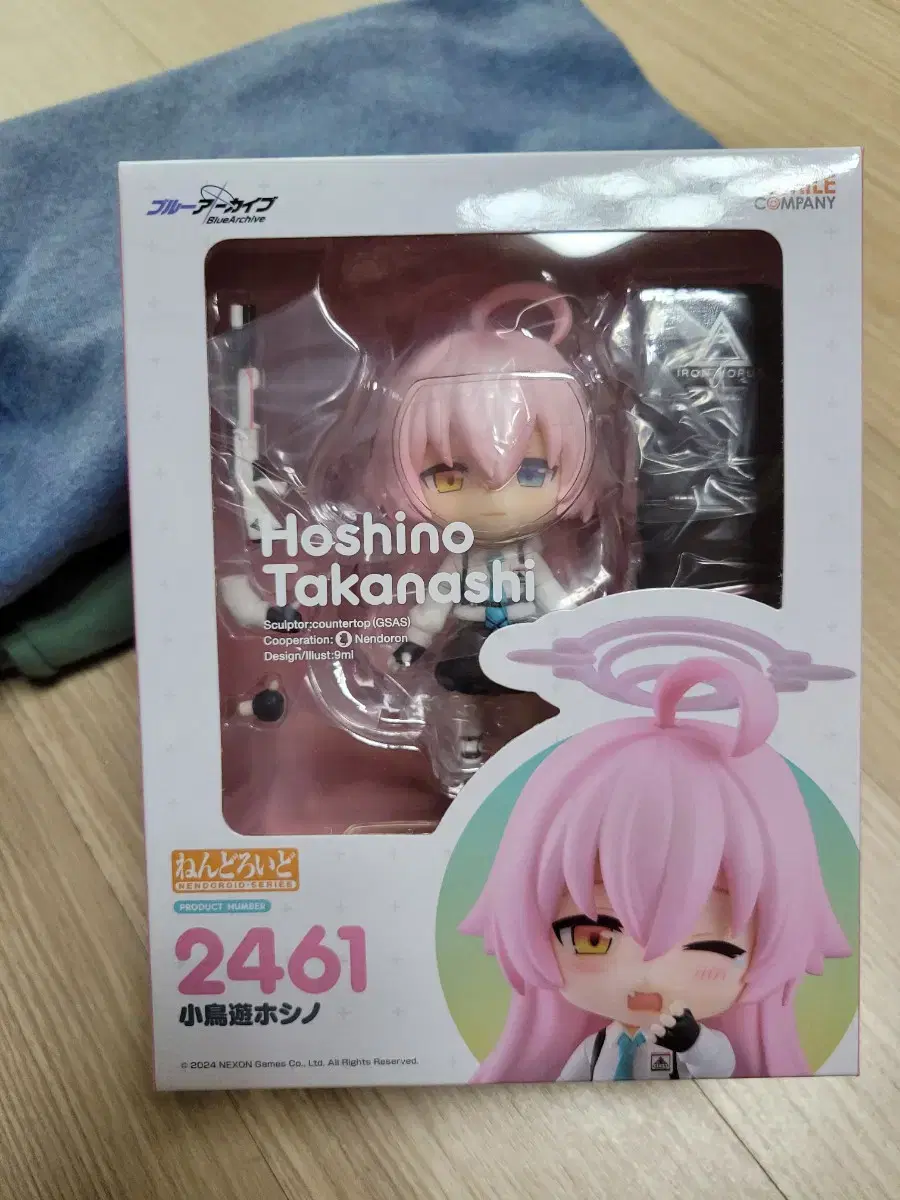 ブルーアーカイブ
BlueArchive
COMPANY
IRON HORUS
Hoshino
Takanashi
Sculptor:countertop (GSAS)
Cooperation: Nendoron
Design/Illust:9ml
ねんどろいど
NENDOROID・SERIES
PRODUCT NUMBER
2461
小鳥遊ホシノ
© 2024 NEXON Games Co., Ltd. All Rights Reserved.